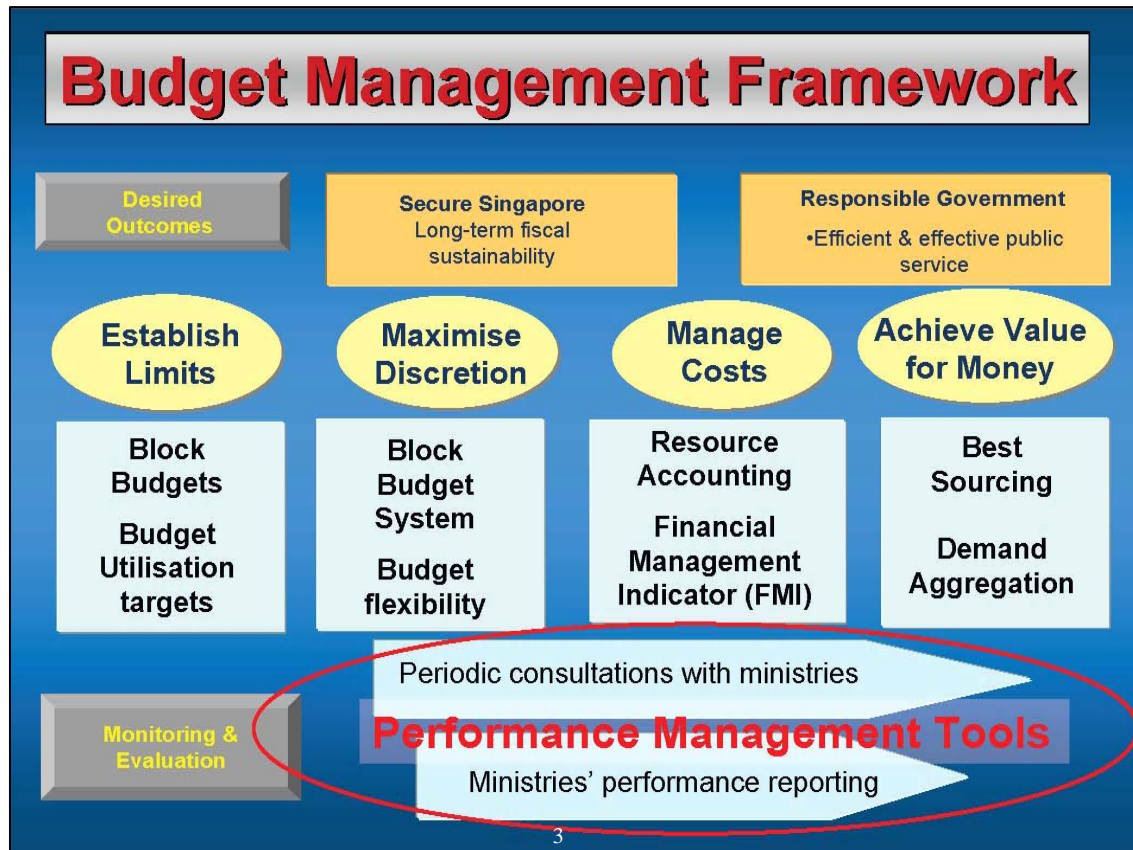 Budget Management Framework
Desired
Outcomes
Secure Singapore
Long-term fiscal
sustainability
Responsible Government
•Efficient & effective public
service
Establish
Limits
Maximise
Discretion
Manage
Costs
Achieve Value
for Money
Block
Budgets
Budget
Utilisation
targets
Block
Budget
System
Budget
flexibility
Resource
Accounting
Financial
Management
Indicator (FMI)
Best
Sourcing
Demand
Aggregation
Monitoring &
Evaluation
Periodic consultations with ministries
Performance Management Tools
Ministries’ performance reporting
3